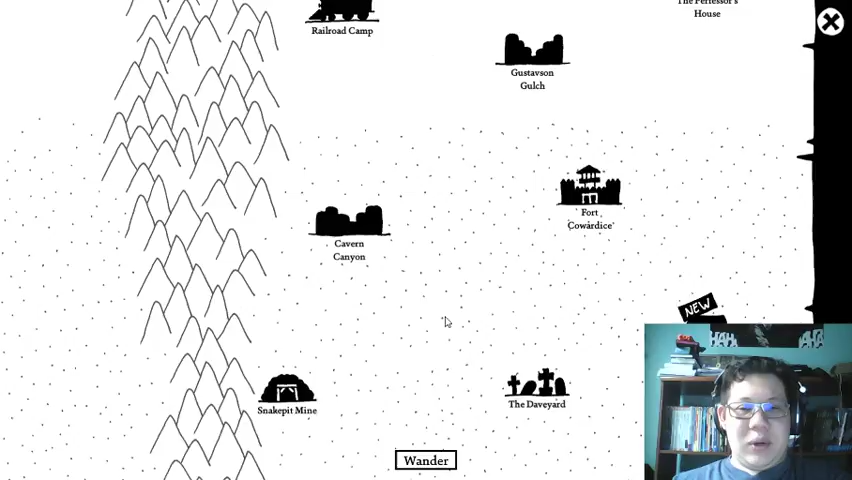 Railroad Camp
The Perfessor's
House
Gustavson
Gulch
Fort
Cowardice
Cavern
Canyon
NEW
Snakepit Mine
The Daveyard
Wander